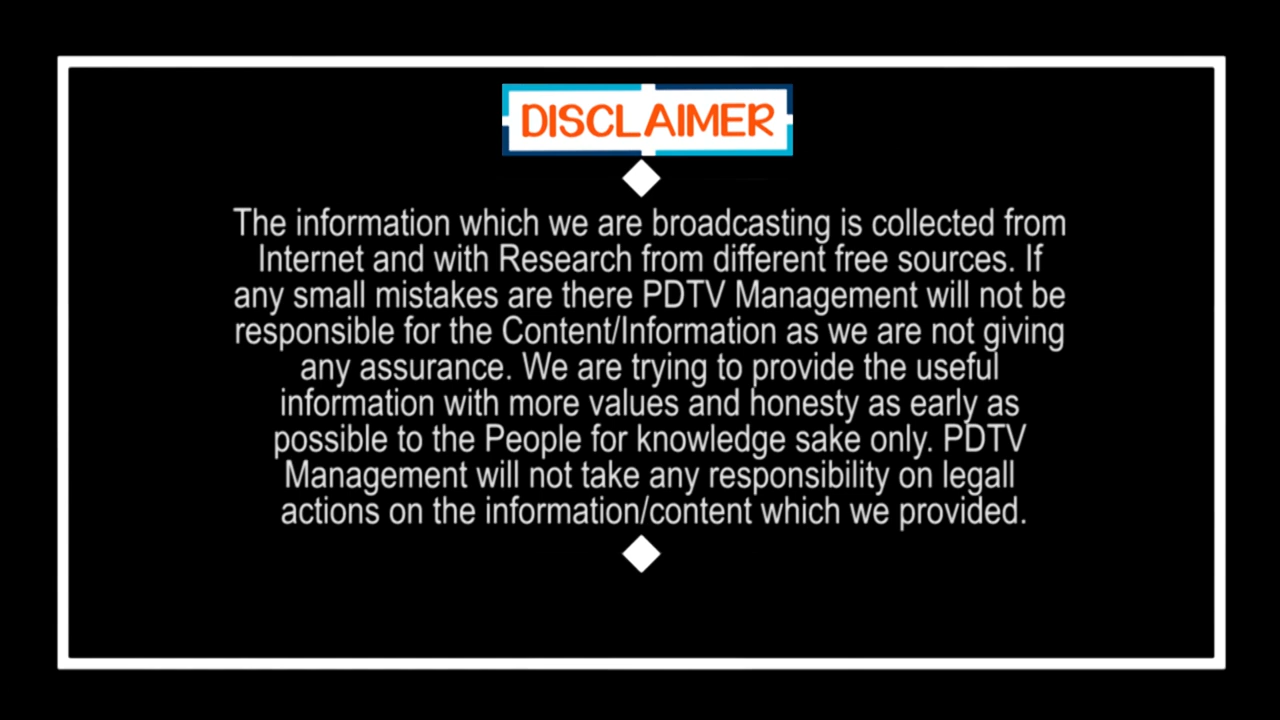 DISCLAIMER
The information which we are broadcasting is collected from
Internet and with Research from different free sources. If
any small mistakes are there PDTV Management will not be
responsible for the Content/Information as we are not giving
any assurance. We are trying to provide the useful
information with more values and honesty as early as
possible to the People for knowledge sake only. PDTV
Management will not take any responsibility on legall
actions on the information/content which we provided.